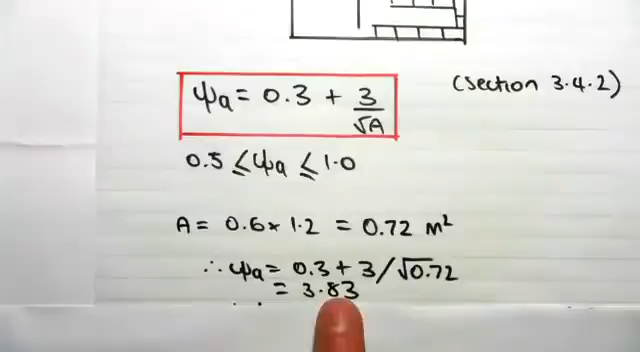 ψa = 0.3 + 3/√A
(Section 3.4.2)
0.5 ≤ ψa ≤ 1.0
A = 0.6 × 1.2 = 0.72 m²
∴ ψa = 0.3 + 3/√0.72
= 3.83